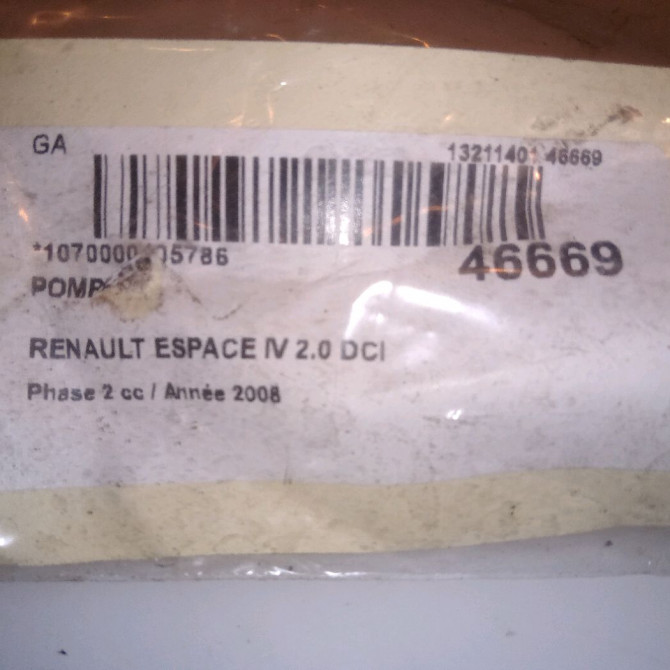 GA
13211401 46669
46669
RENAULT ESPACE IV 2.0 DCI
Phase 2 cc / Année 2008